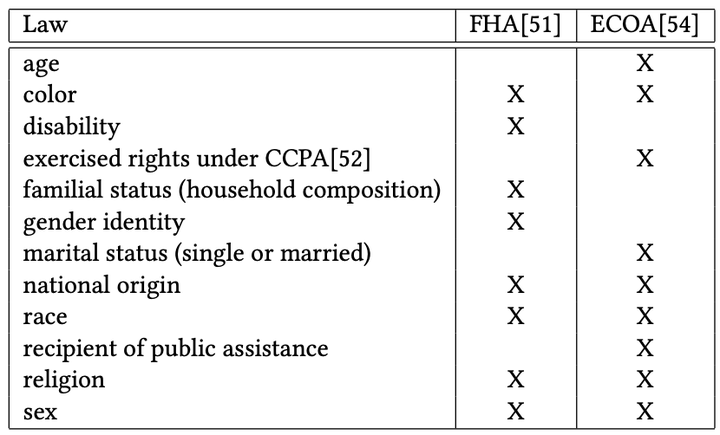 Law FHA[51] ECOA[54]
age X
color X X
disability X
exercised rights under CCPA[52] X
familial status (household composition) X
gender identity X
marital status (single or married) X
national origin X X
race X X
recipient of public assistance X
religion X X
sex X X